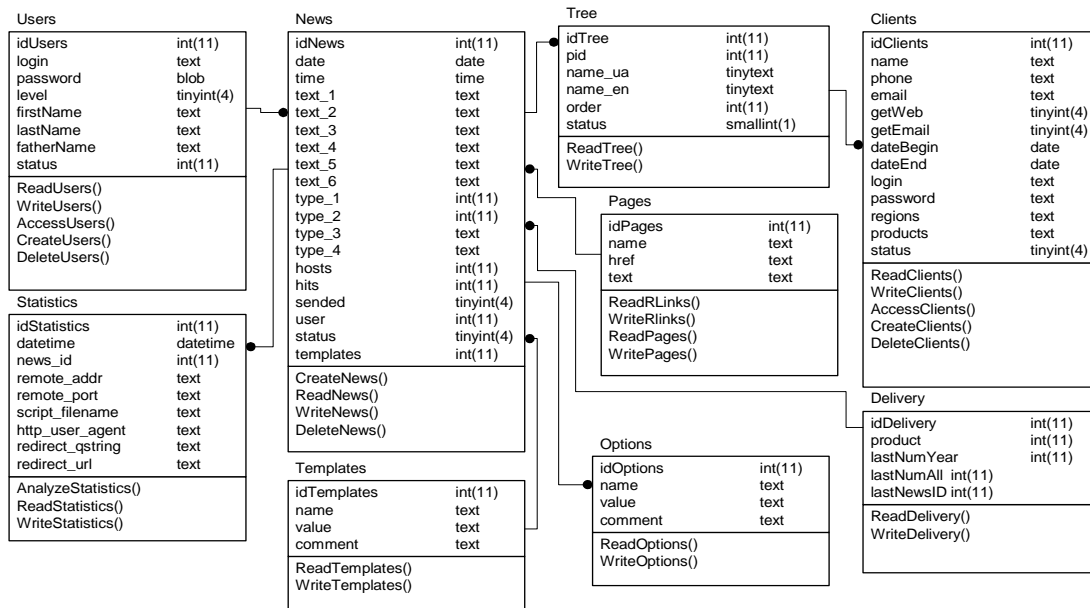 Users
idUsers int(11)
login text
password blob
level tinyint(4)
firstName text
lastName text
fatherName text
status int(11)
ReadUsers()
WriteUsers()
AccessUsers()
CreateUsers()
DeleteUsers()
Statistics
idStatistics int(11)
datetime datetime
news_id int(11)
remote_addr text
remote_port text
script_filename text
http_user_agent text
redirect_qstring text
redirect_url text
AnalyzeStatistics()
ReadStatistics()
WriteStatistics()
News
idNews int(11)
date date
time time
text_1 text
text_2 text
text_3 text
text_4 text
text_5 text
text_6 text
type_1 int(11)
type_2 int(11)
type_3 text
type_4 text
hosts int(11)
hits int(11)
sended tinyint(4)
user int(11)
status tinyint(4)
templates int(11)
CreateNews()
ReadNews()
WriteNews()
DeleteNews()
Templates
idTemplates int(11)
name text
value text
comment text
ReadTemplates()
WriteTemplates()
Tree
idTree int(11)
pid int(11)
name_ua tinytext
name_en tinytext
order int(11)
status smallint(1)
ReadTree()
WriteTree()
Pages
idPages int(11)
name text
href text
text text
ReadRLinks()
WriteRlinks()
ReadPages()
WritePages()
Options
idOptions int(11)
name text
value text
comment text
ReadOptions()
WriteOptions()
Clients
idClients int(11)
name text
phone text
email text
getWeb tinyint(4)
getEmail tinyint(4)
dateBegin date
dateEnd date
login text
password text
regions text
products text
status tinyint(4)
ReadClients()
WriteClients()
AccessClients()
CreateClients()
DeleteClients()
Delivery
idDelivery int(11)
product int(11)
lastNumYear int(11)
lastNumAll int(11)
lastNewsID int(11)
ReadDelivery()
WriteDelivery()